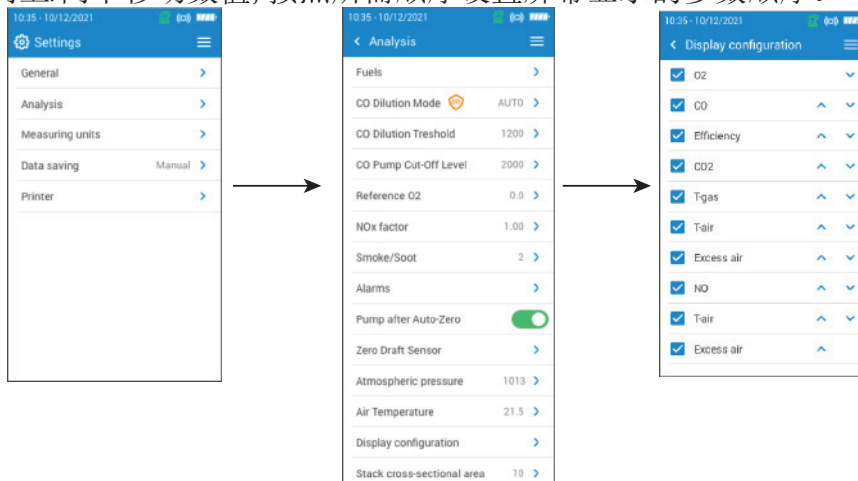 10:35 - 10/12/2021
Settings
General
Analysis
Measuring units
Data saving Manual
Printer
10:35 - 10/12/2021
Analysis
Fuels
CO Dilution Mode CO AUTO
CO Dilution Treshold 1200
CO Pump Cut-Off Level 2000
Reference O2 0.0
NOx factor 1.00
Smoke/Soot 2
Alarms
Pump after Auto-Zero
Zero Draft Sensor
Atmospheric pressure 1013
Air Temperature 21.5
Display configuration
Stack cross-sectional area 10
10:35 - 10/12/2021
Display configuration
O2
CO
Efficiency
CO2
T-gas
T-air
Excess air
NO
T-air
Excess air